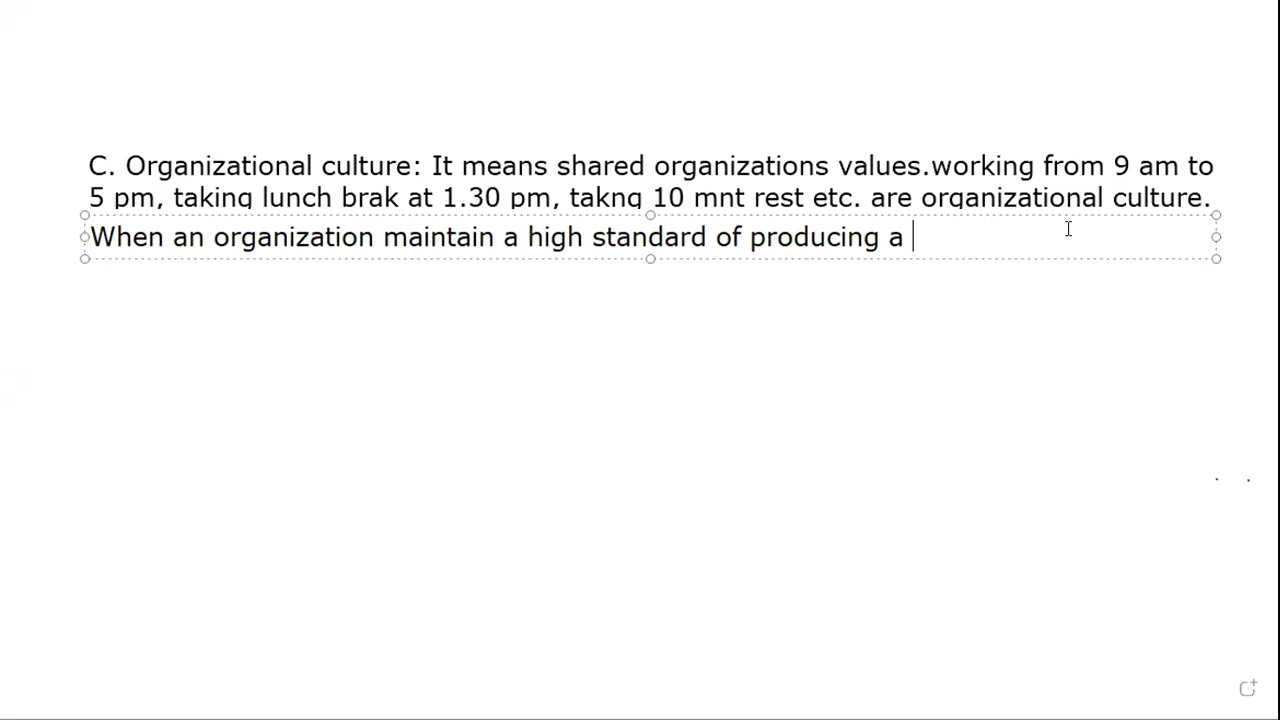 C. Organizational culture: It means shared organizations values.working from 9 am to
5 pm, taking lunch brak at 1.30 pm, takng 10 mnt rest etc. are organizational culture.
When an organization maintain a high standard of producing a